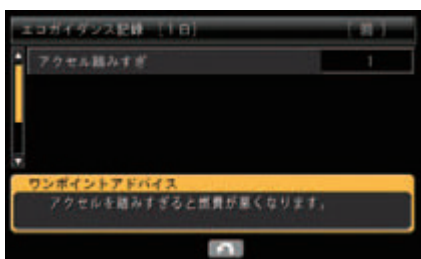 エコガイダンス記録 [1日] [ 前 ]
アクセル踏みすぎ 1
ワンポイントアドバイス
アクセルを踏みすぎると燃費が悪くなります。